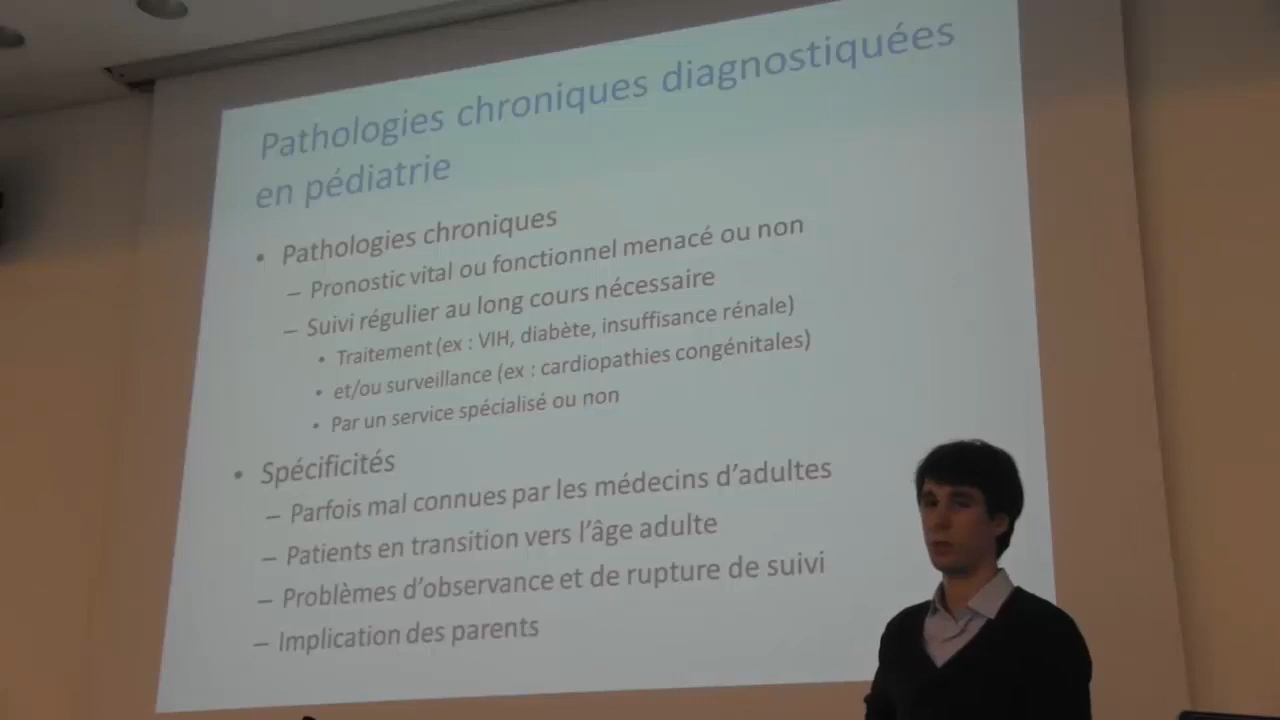 Pathologies chroniques diagnostiquées
en pédiatrie
• Pathologies chroniques
– Pronostic vital ou fonctionnel menacé ou non
– Suivi régulier au long cours nécessaire
• Traitement (ex : VIH, diabète, insuffisance rénale)
• et/ou surveillance (ex : cardiopathies congénitales)
• Par un service spécialisé ou non
• Spécificités
– Parfois mal connues par les médecins d'adultes
– Patients en transition vers l'âge adulte
– Problèmes d'observance et de rupture de suivi
– Implication des parents